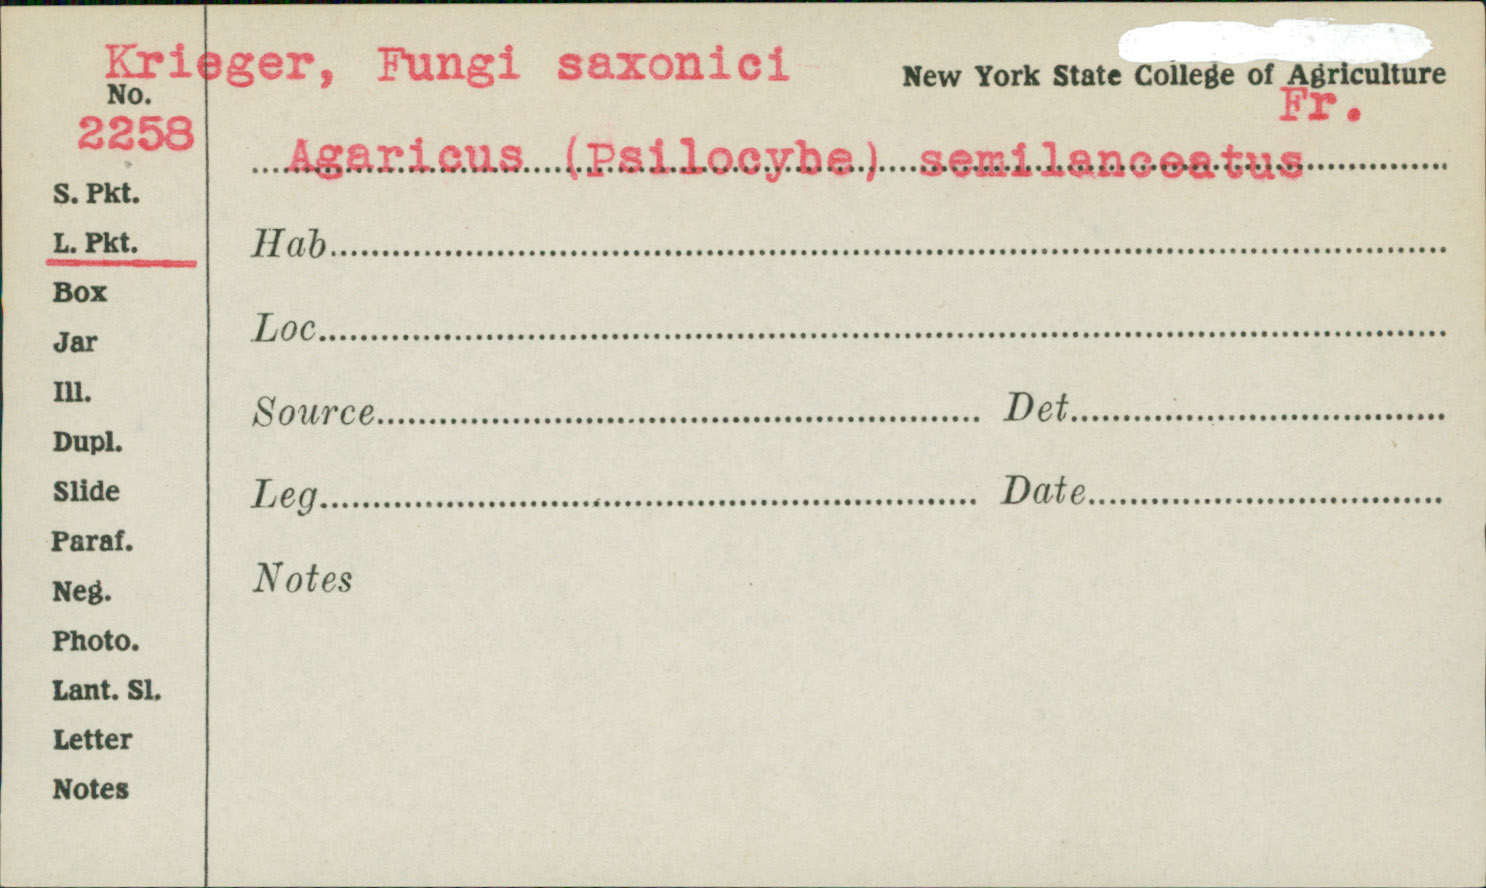 Krieger, Fungi saxonici
New York State College of Agriculture
No.
Fr.
2258
Agaricus (Psilocybe) semilanceatus
S. Pkt.
L. Pkt.
Hab
Box
Loc
Jar
Ill.
Source Det
Dupl.
Slide
Leg Date
Paraf.
Notes
Neg.
Photo.
Lant. Sl.
Letter
Notes